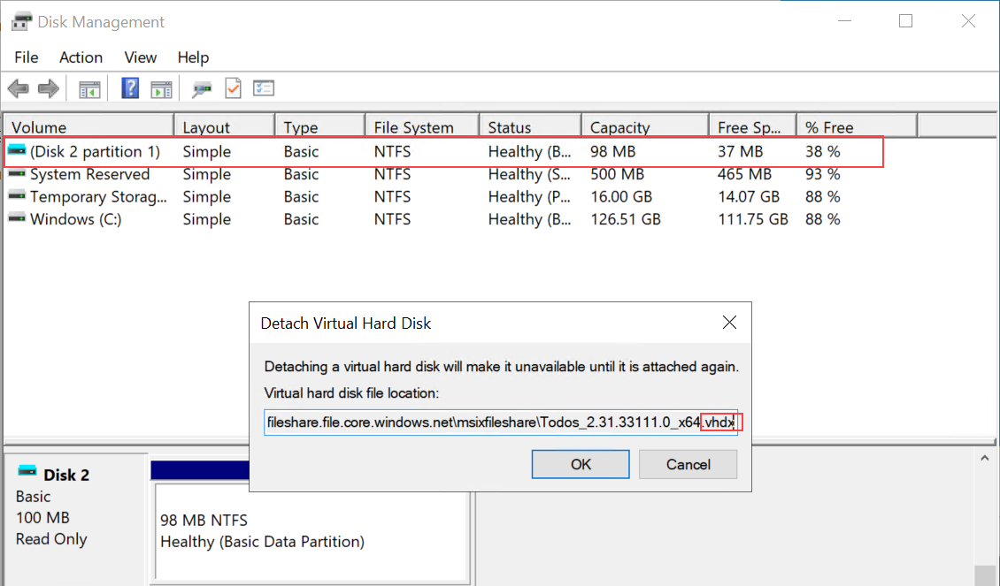 Disk Management
File Action View Help
Volume Layout Type File System Status Capacity Free Sp... % Free
(Disk 2 partition 1) Simple Basic NTFS Healthy (B... 98 MB 37 MB 38 %
System Reserved Simple Basic NTFS Healthy (S... 500 MB 465 MB 93 %
Temporary Storag... Simple Basic NTFS Healthy (P... 16.00 GB 14.07 GB 88 %
Windows (C:) Simple Basic NTFS Healthy (B... 126.51 GB 111.75 GB 88 %
Detach Virtual Hard Disk
Detaching a virtual hard disk will make it unavailable until it is attached again.
Virtual hard disk file location:
fileshare.file.core.windows.net\msixfileshare\Todos_2.31.33111.0_x64.vhdx
OK Cancel
Disk 2
Basic
100 MB
Read Only
98 MB NTFS
Healthy (Basic Data Partition)